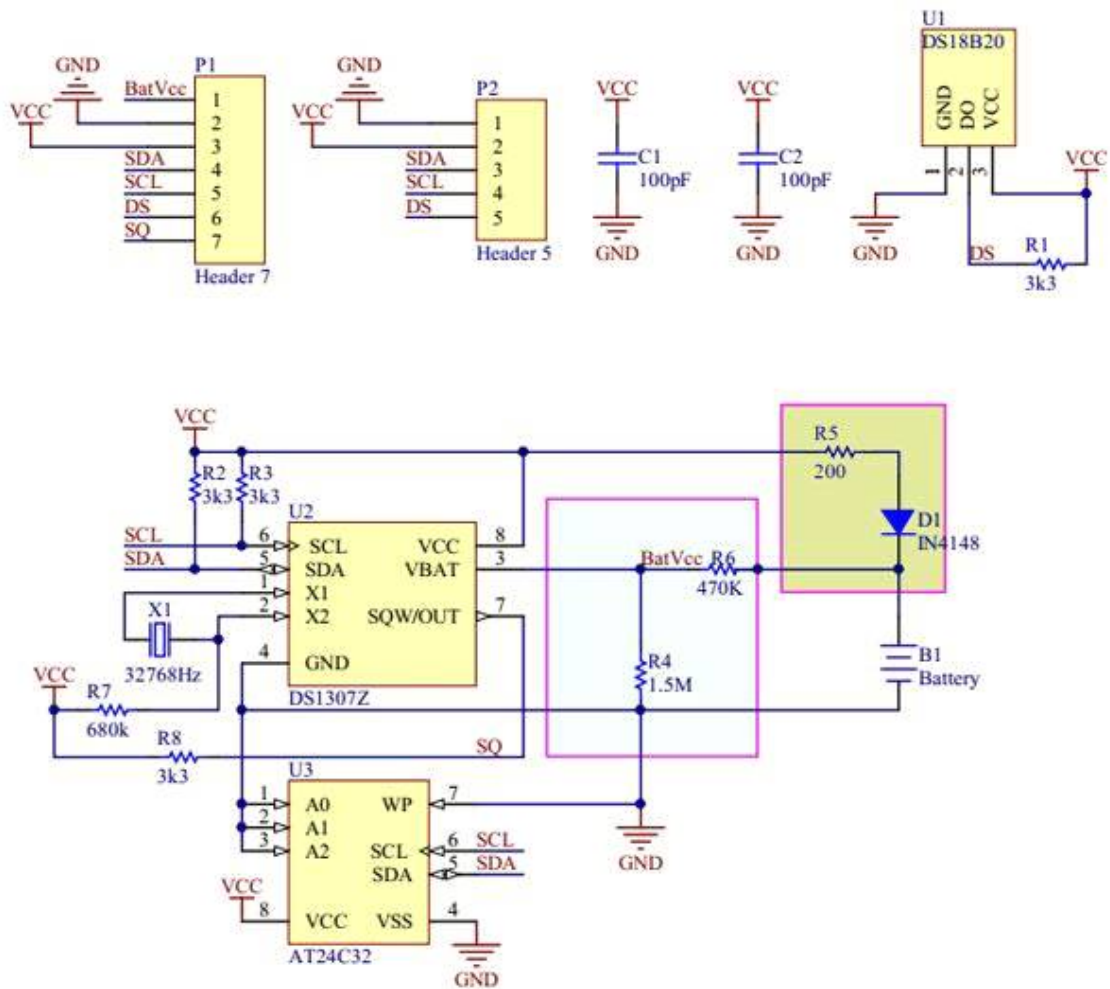 P1
GND
BatVcc
VCC
1
2
3
SDA
4
SCL
5
DS
6
SQ
7
Header 7
P2
GND
VCC
1
2
SDA
3
SCL
4
DS
5
Header 5
VCC
C1
100pF
GND
VCC
C2
100pF
GND
U1
DS18B20
GND
DO
VCC
1
2
3
GND
VCC
DS
R1
3k3
VCC
R2
3k3
R3
3k3
R5
200
D1
IN4148
U2
SCL
6
SCL
VCC
8
SDA
5
SDA
VBAT
3
1
X1
2
X2
SQW/OUT
7
4
GND
DS1307Z
X1
32768Hz
BatVcc
R6
470K
R4
1.5M
B1
Battery
VCC
R7
680k
R8
3k3
SQ
U3
1
A0
WP
7
2
A1
3
A2
SCL
6
SCL
SDA
5
SDA
VCC
8
VCC
VSS
4
AT24C32
GND
GND